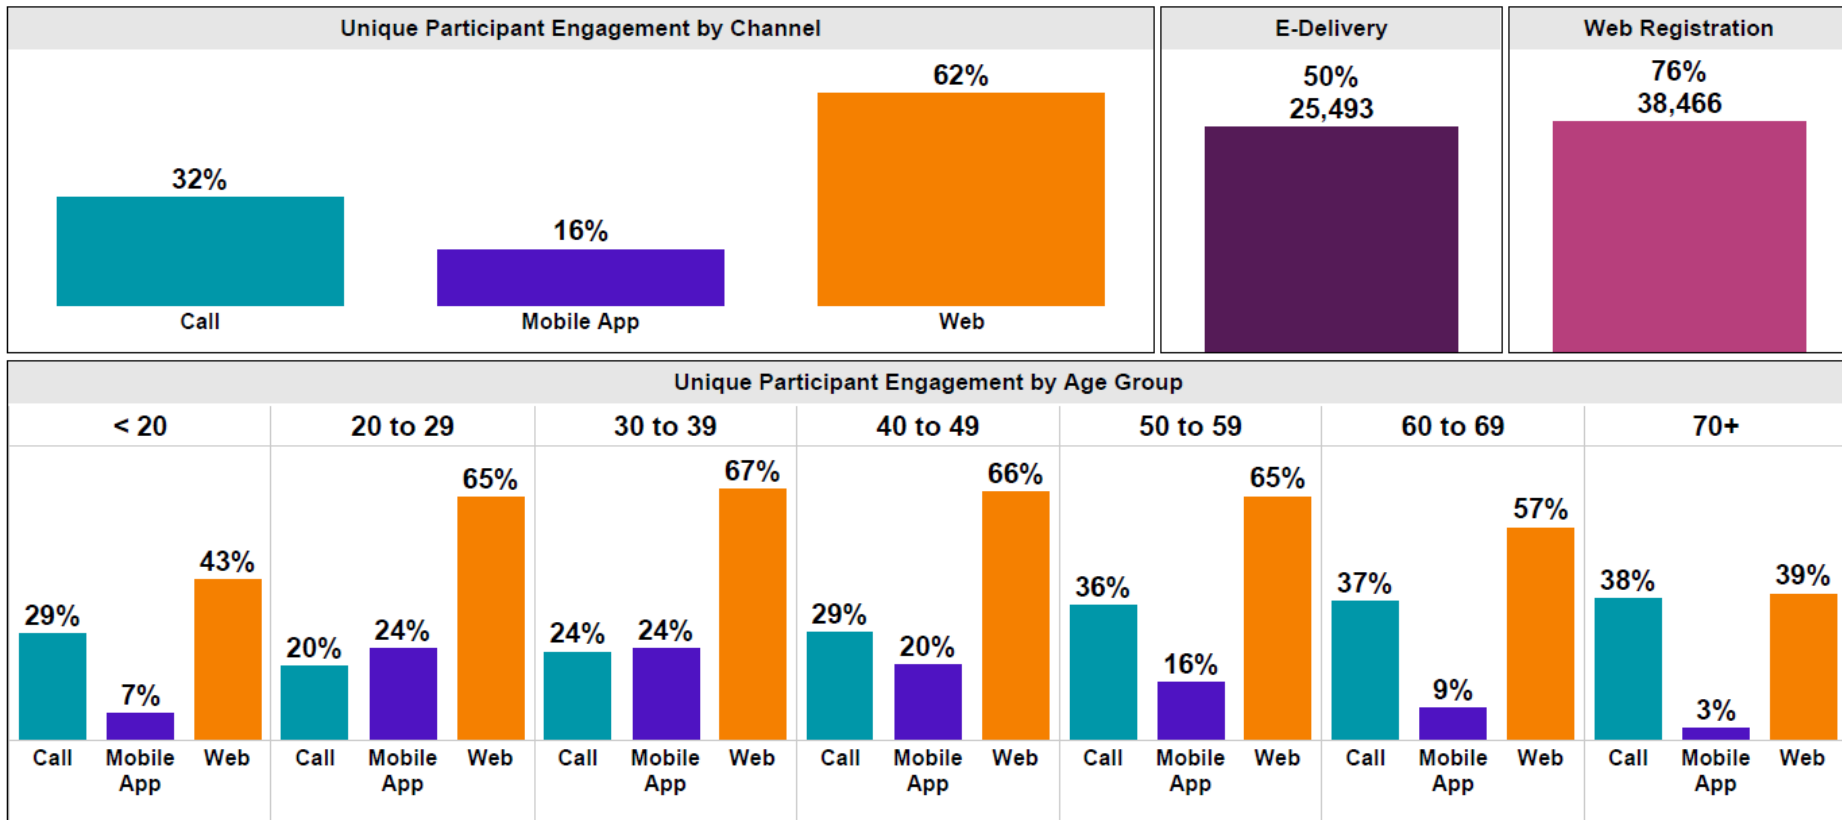 Unique Participant Engagement by Channel
62%
32%
16%
Call
Mobile App
Web
E-Delivery
50%
25,493
Web Registration
76%
38,466
Unique Participant Engagement by Age Group
< 20
29%
7%
43%
Call
Mobile
App
Web
20 to 29
20%
24%
65%
Call
Mobile
App
Web
30 to 39
24%
24%
67%
Call
Mobile
App
Web
40 to 49
29%
20%
66%
Call
Mobile
App
Web
50 to 59
36%
16%
65%
Call
Mobile
App
Web
60 to 69
37%
9%
57%
Call
Mobile
App
Web
70+
38%
3%
39%
Call
Mobile
App
Web